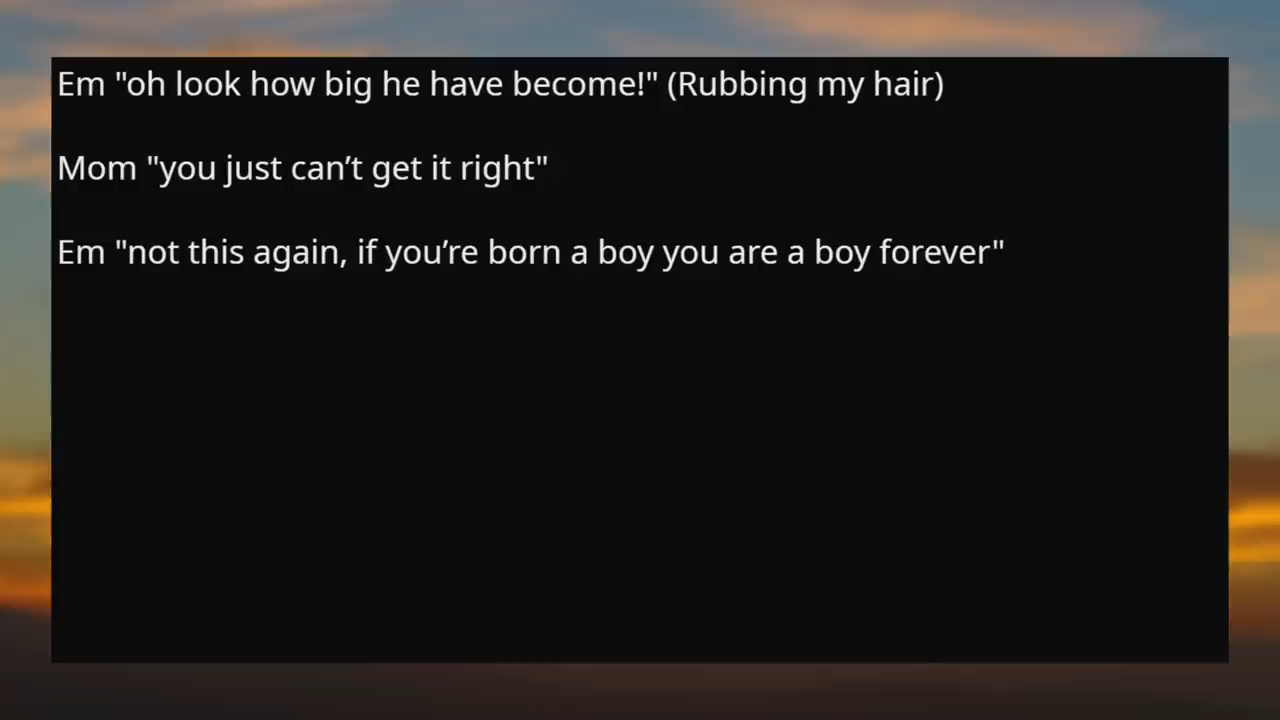 Em "oh look how big he have become!" (Rubbing my hair)
Mom "you just can’t get it right"
Em "not this again, if you’re born a boy you are a boy forever"